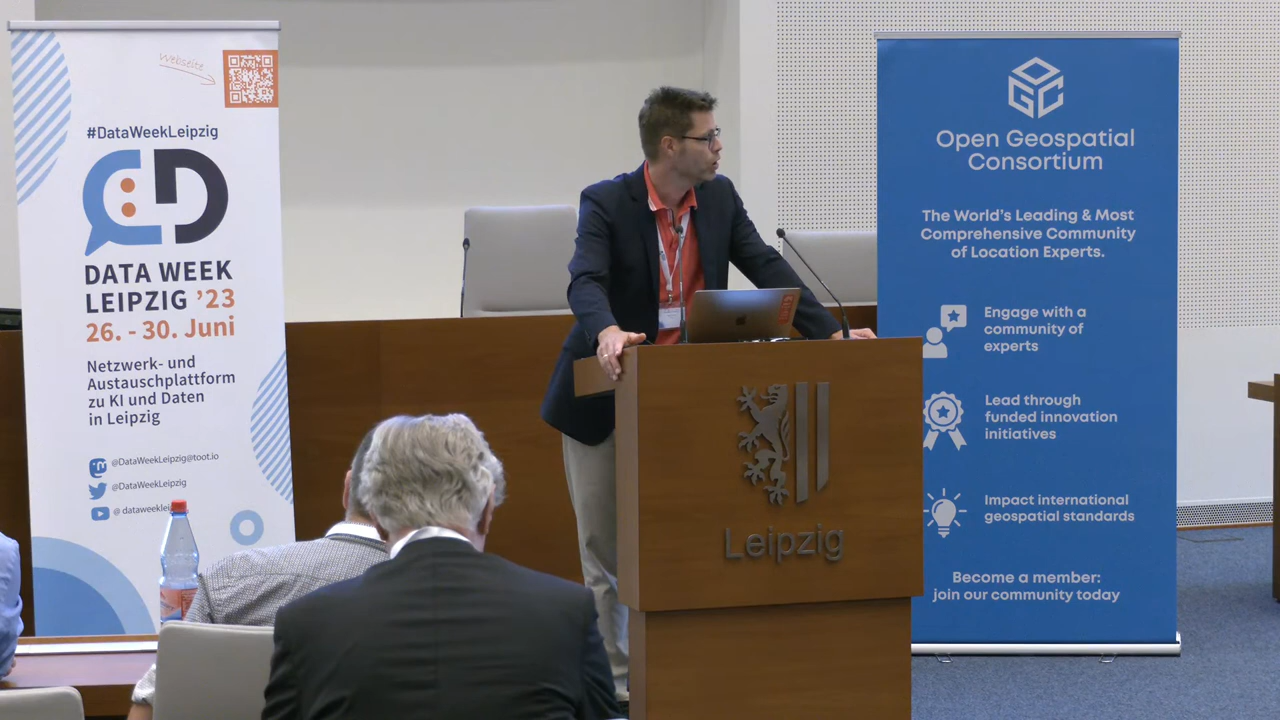 Webseite
#DataWeekLeipzig
DATA WEEK
LEIPZIG '23
26. - 30. Juni
Netzwerk- und
Austauschplattform
zu KI und Daten
in Leipzig
@DataWeekLeipzig@toot.io
@DataWeekLeipzig
Leipzig
OGC
Open Geospatial
Consortium
The World's Leading & Most
Comprehensive Community
of Location Experts.
Engage with a
community of
experts
Lead through
funded innovation
initiatives
Impact international
geospatial standards
Become a member:
join our community today